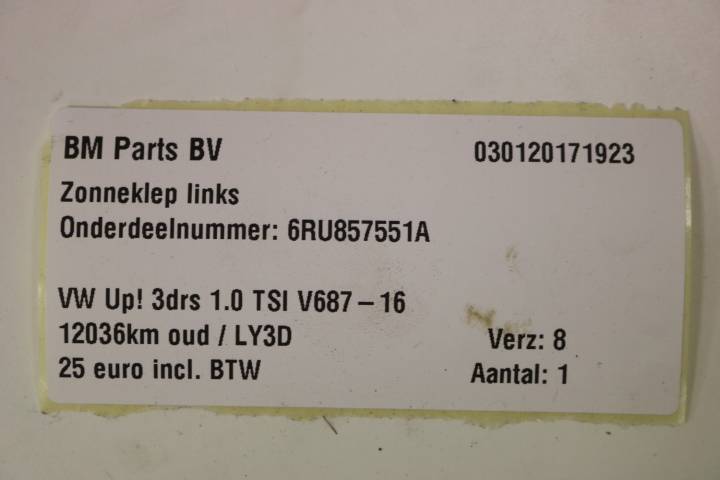 BM Parts BV 030120171923
Zonneklep links
Onderdeelnummer: 6RU857551A
VW Up! 3drs 1.0 TSI V687 – 16
12036km oud / LY3D Verz: 8
25 euro incl. BTW Aantal: 1